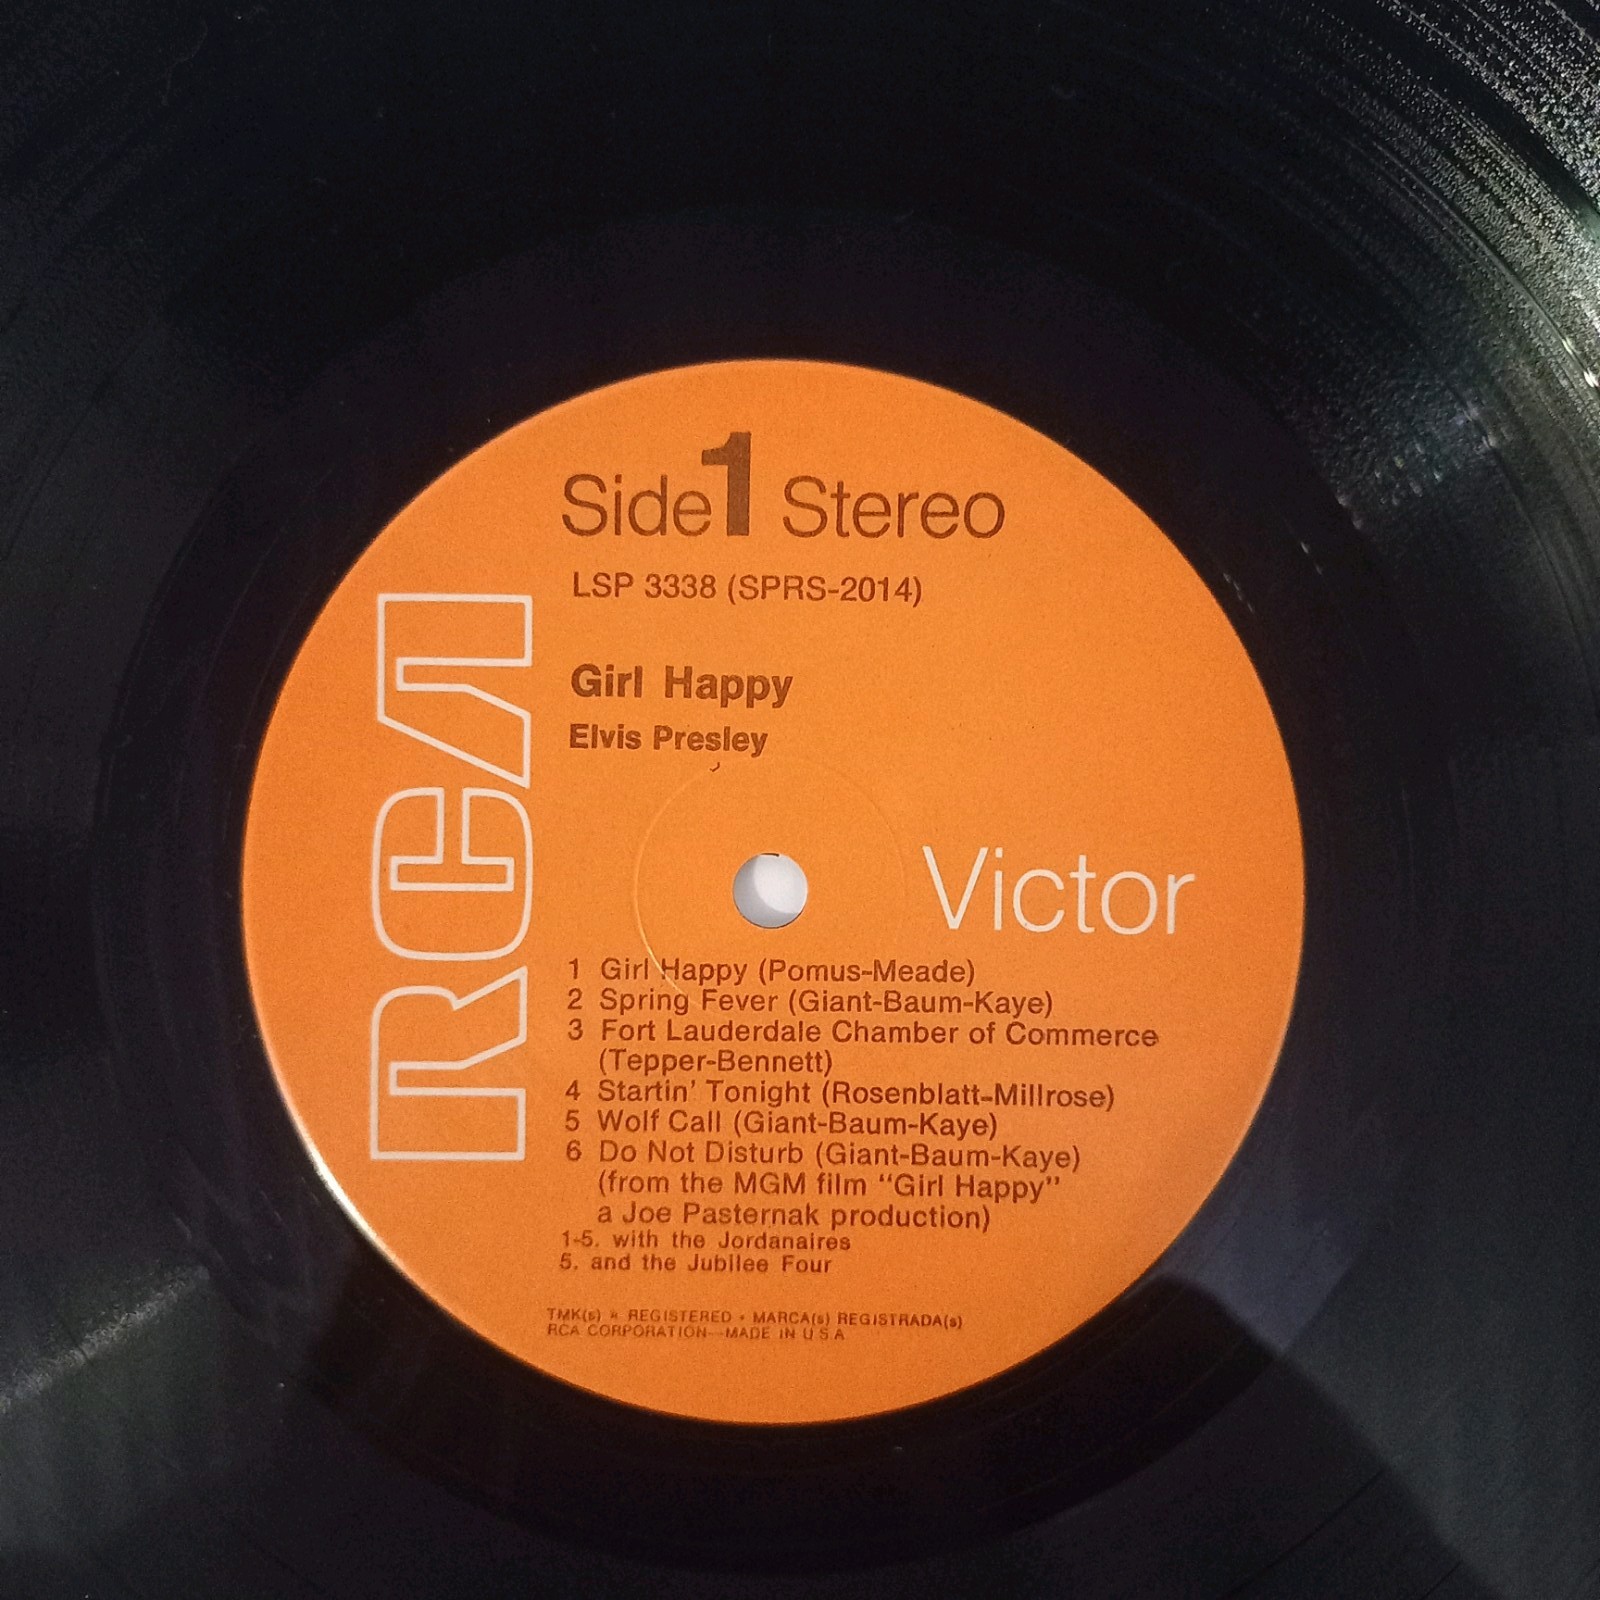 Side 1 Stereo
LSP 3338 (SPRS-2014)
Girl Happy
Elvis Presley
RCA
Victor
1 Girl Happy (Pomus-Meade)
2 Spring Fever (Giant-Baum-Kaye)
3 Fort Lauderdale Chamber of Commerce
(Tepper-Bennett)
4 Startin' Tonight (Rosenblatt-Millrose)
5 Wolf Call (Giant-Baum-Kaye)
6 Do Not Disturb (Giant-Baum-Kaye)
(from the MGM film "Girl Happy"
a Joe Pasternak production)
1-5. with the Jordanaires
5. and the Jubilee Four
TMK(s) ® REGISTERED • MARCA(s) REGISTRADA(s)
RCA CORPORATION—MADE IN U S A